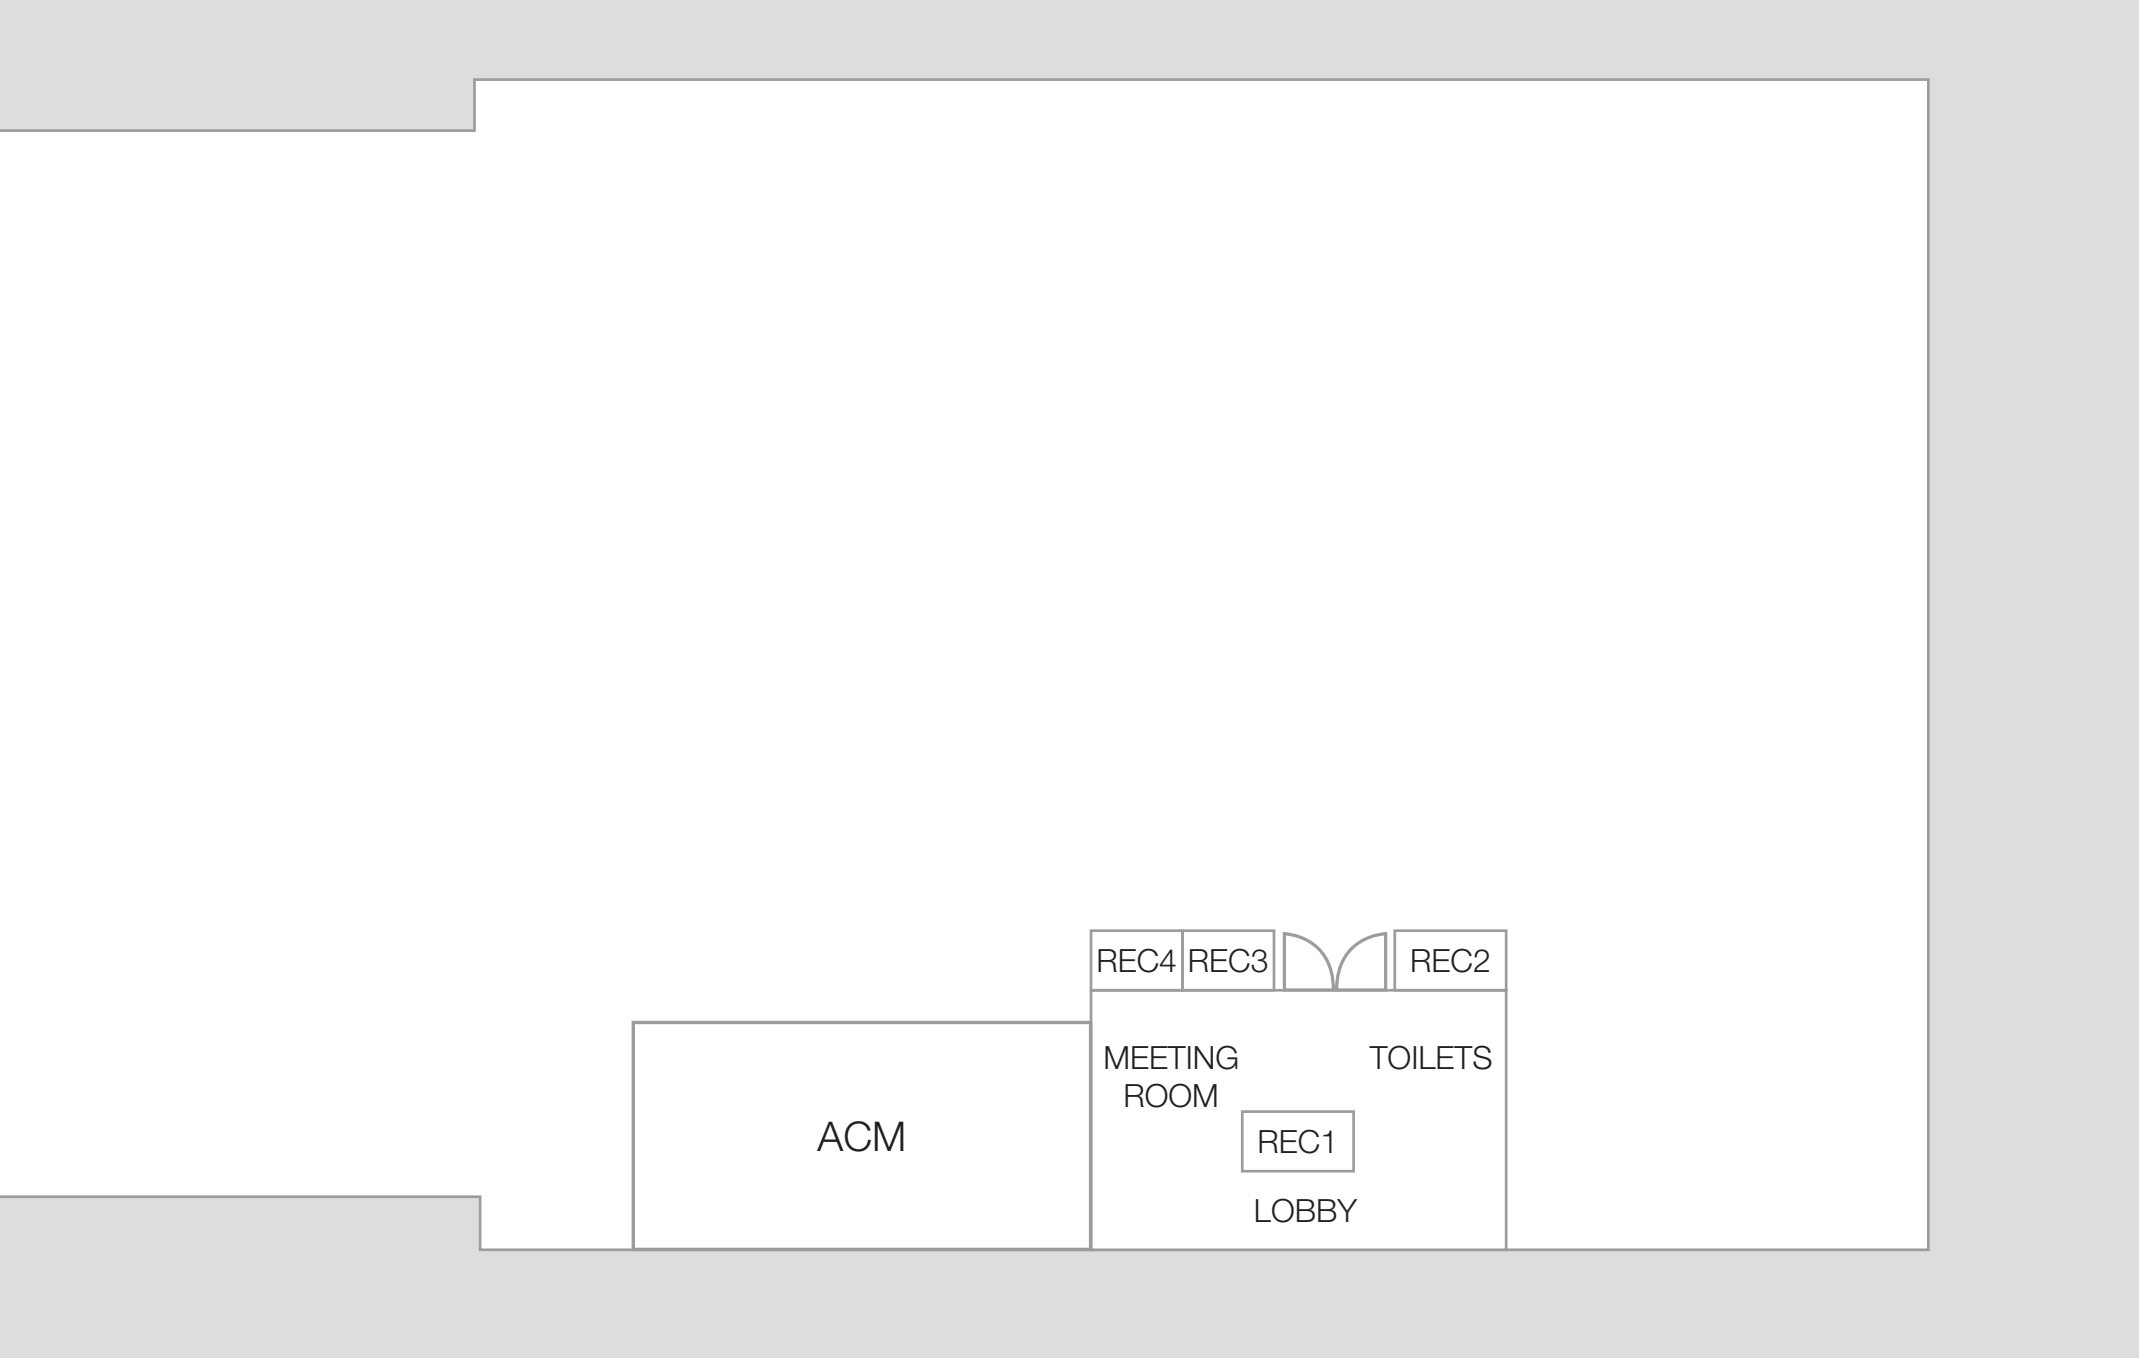 REC4 REC3 REC2
MEETING
ROOM
TOILETS
ACM
REC1
LOBBY